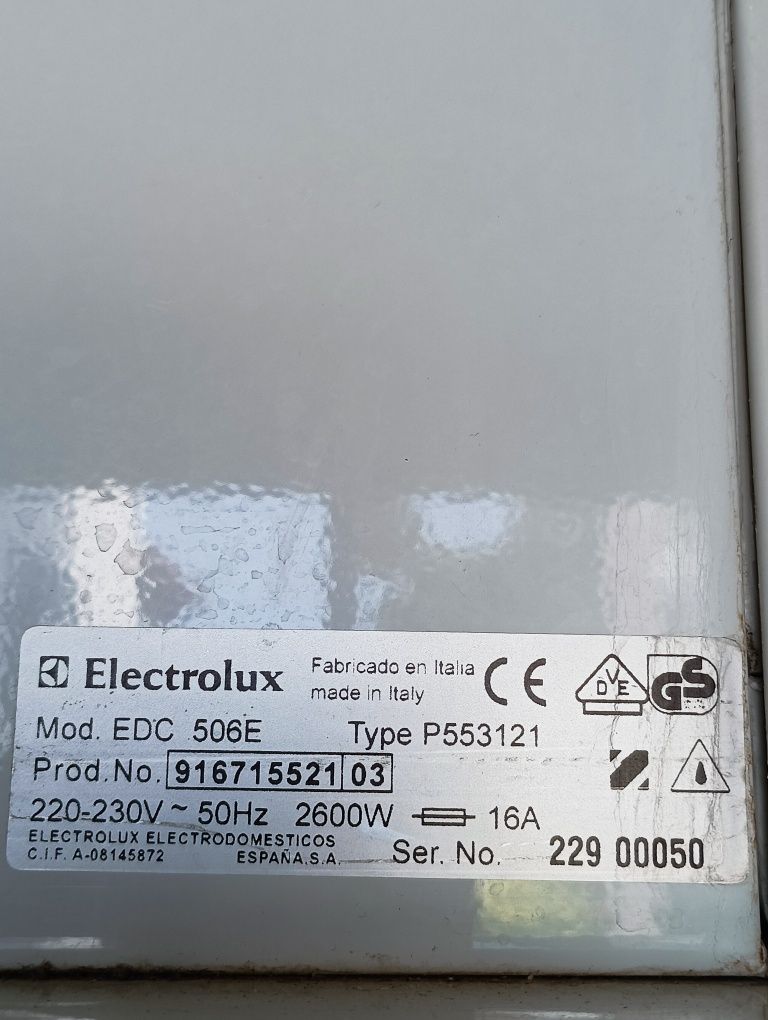 Electrolux
Fabricado en Italia
made in Italy
CE
DVE
GS
Mod. EDC 506E Type P553121
Prod.No. 916715521 03
220-230V ~ 50Hz 2600W 16A
ELECTROLUX ELECTRODOMESTICOS
C.I.F. A-08145872 ESPAÑA,S.A.
Ser. No. 229 00050